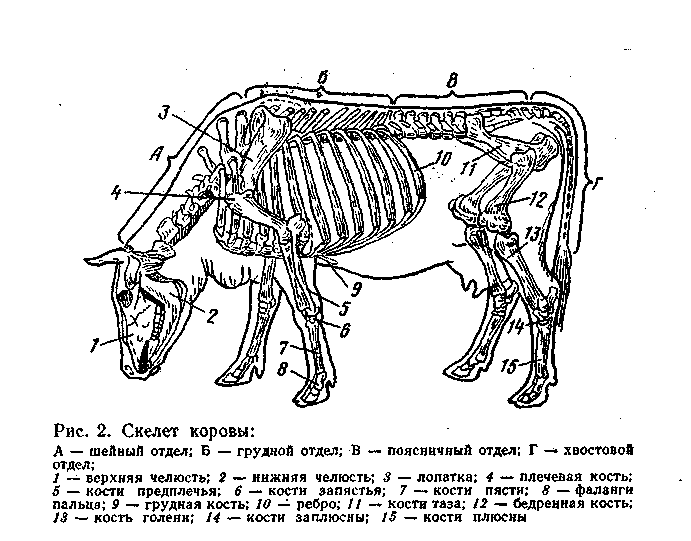 Б
В
3
А
10
11
4
12
Г
13
9
5
2
14
6
1
7
15
8
Рис. 2. Скелет коровы:
А — шейный отдел; Б — грудной отдел; В — поясничный отдел; Г — хвостовой
отдел;
1 — верхняя челюсть; 2 — нижняя челюсть; 3 — лопатка; 4 — плечевая кость;
5 — кости предплечья; 6 — кости запястья; 7 — кости пясти; 8 — фаланги
пальца; 9 — грудная кость; 10 — ребро; 11 — кости таза; 12 — бедренная кость;
13 — кость голени; 14 — кости заплюсны; 15 — кости плюсны